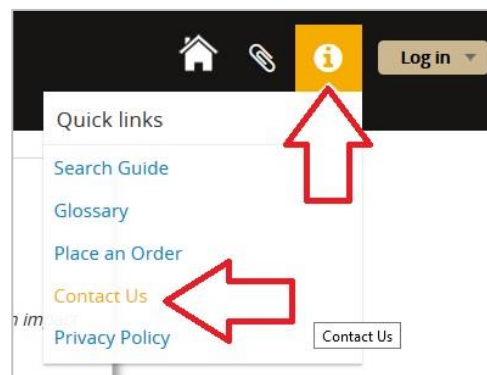 Log in
Quick links
Search Guide
Glossary
Place an Order
Contact Us
Privacy Policy
Contact Us